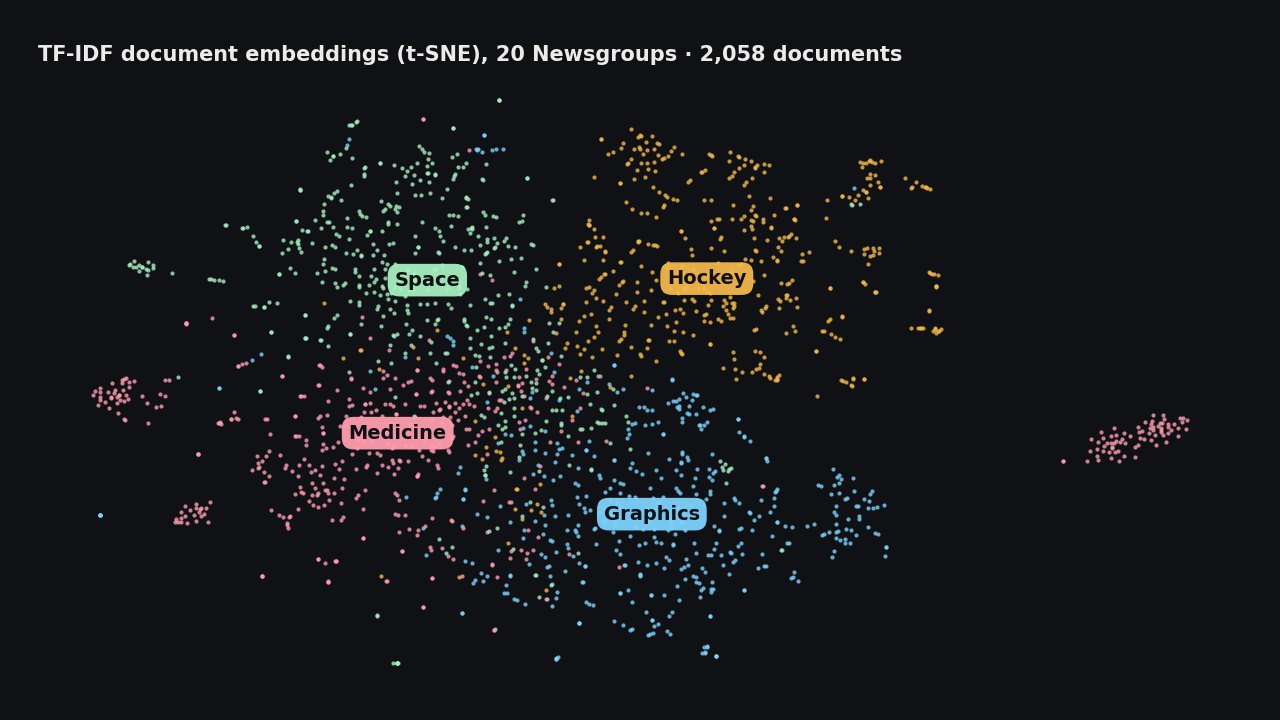 TF-IDF document embeddings (t-SNE), 20 Newsgroups · 2,058 documents
Space
Hockey
Medicine
Graphics